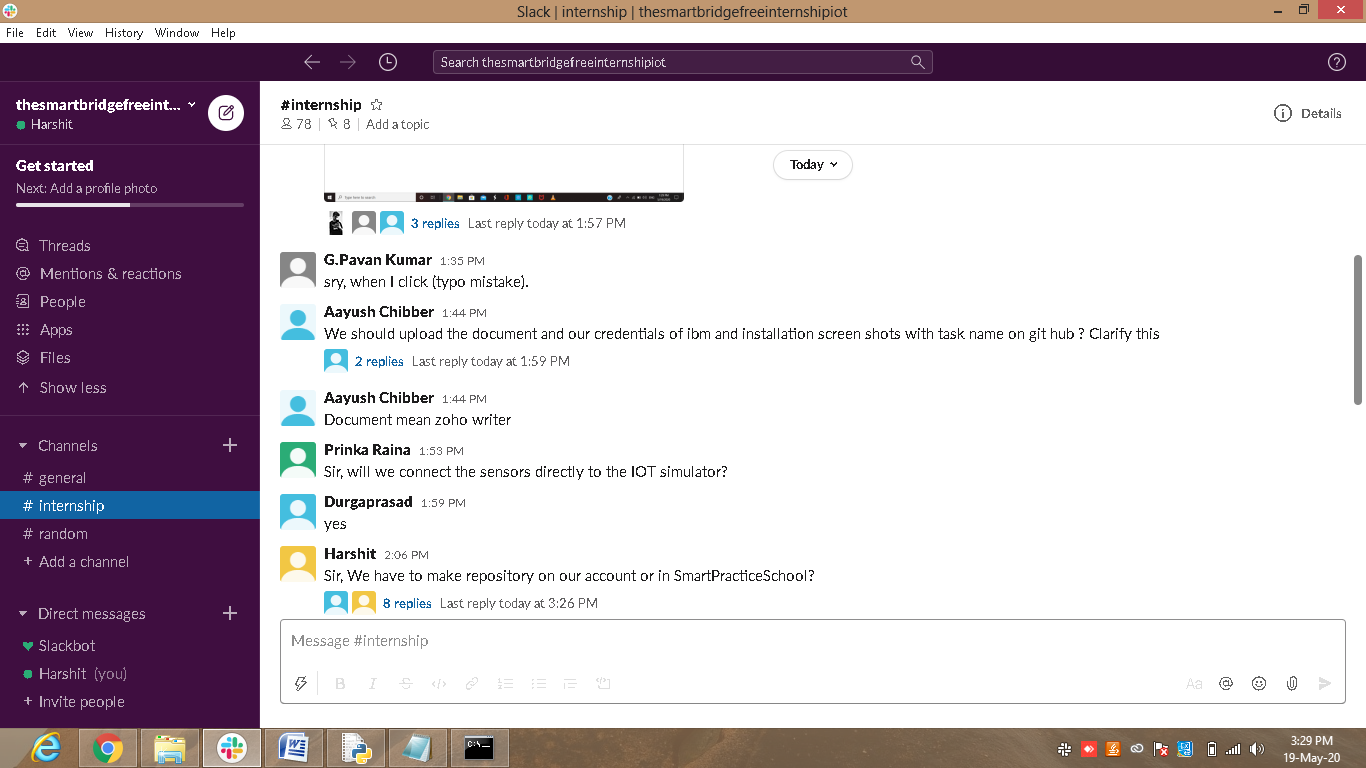 Slack | internship | thesmartbridgefreeinternshipiot
File Edit View History Window Help
Search thesmartbridgefreeinternshipiot
thesmartbridgefreeint...
Harshit
Get started
Next: Add a profile photo
Threads
Mentions & reactions
People
Apps
Files
Show less
Channels
# general
# internship
# random
+ Add a channel
Direct messages
Slackbot
Harshit (you)
+ Invite people
#internship
78 | 8 | Add a topic
Details
Today
Type here to search
3 replies Last reply today at 1:57 PM
G.Pavan Kumar 1:35 PM
sry, when I click (typo mistake).
Aayush Chibber 1:44 PM
We should upload the document and our credentials of ibm and installation screen shots with task name on git hub ? Clarify this
2 replies Last reply today at 1:59 PM
Aayush Chibber 1:44 PM
Document mean zoho writer
Prinka Raina 1:53 PM
Sir, will we connect the sensors directly to the IOT simulator?
Durgaprasad 1:59 PM
yes
Harshit 2:06 PM
Sir, We have to make repository on our account or in SmartPracticeSchool?
8 replies Last reply today at 3:26 PM
Message #internship
B I S </> Aa @
3:29 PM
19-May-20